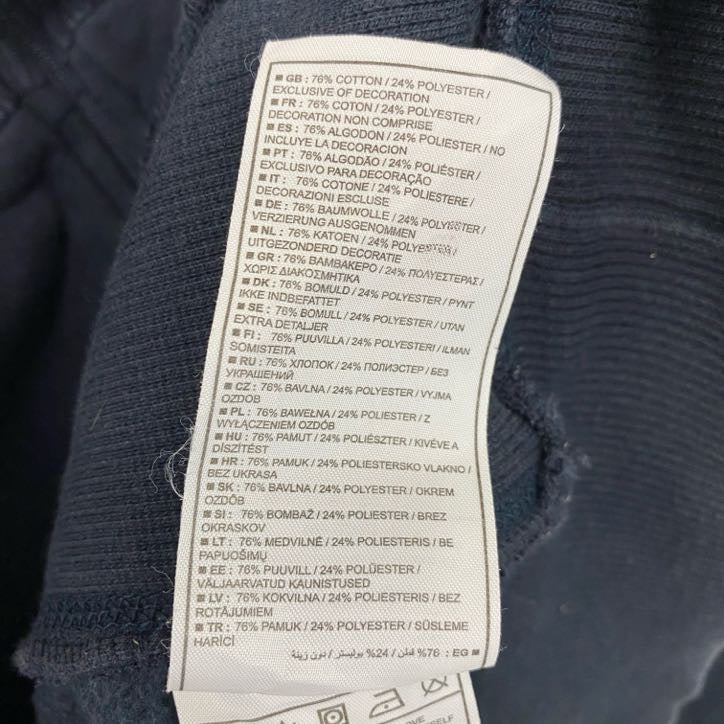 ■ GB : 76% COTTON / 24% POLYESTER /
EXCLUSIVE OF DECORATION
■ FR : 76% COTON / 24% POLYESTER /
DECORATION NON COMPRISE
■ ES : 76% ALGODON / 24% POLIESTER / NO
INCLUYE LA DECORACION
■ PT : 76% ALGODÃO / 24% POLIÉSTER /
EXCLUSIVO PARA DECORAÇÃO
■ IT : 76% COTONE / 24% POLIESTERE /
DECORAZIONI ESCLUSE
■ DE : 76% BAUMWOLLE / 24% POLYESTER /
VERZIERUNG AUSGENOMMEN
■ NL : 76% KATOEN / 24% POLYESTER /
UITGEZONDERD DECORATIE
■ GR : 76% ΒΑΜΒΑΚΕΡΟ / 24% ΠΟΛΥΕΣΤΕΡΑΣ /
ΧΩΡΙΣ ΔΙΑΚΟΣΜΗΤΙΚΑ
■ DK : 76% BOMULD / 24% POLYESTER / PYNT
IKKE INDBEFATTET
■ SE : 76% BOMULL / 24% POLYESTER / UTAN
EXTRA DETALJER
■ FI : 76% PUUVILLA / 24% POLYESTERI / ILMAN
SOMISTEITA
■ RU : 76% ХЛОПОК / 24% ПОЛИЭСТЕР / БЕЗ
УКРАШЕНИЙ
■ CZ : 76% BAVLNA / 24% POLYESTER / VYJMA
OZDOB
■ PL : 76% BAWEŁNA / 24% POLIESTER / Z
WYŁĄCZENIEM OZDÓB
■ HU : 76% PAMUT / 24% POLIÉSZTER / KIVÉVE A
DÍSZÍTÉST
■ HR : 76% PAMUK / 24% POLIESTERSKO VLAKNO /
BEZ UKRASA
■ SK : 76% BAVLNA / 24% POLYESTER / OKREM
OZDÔB
■ SI : 76% BOMBAŽ / 24% POLIESTER / BREZ
OKRASKOV
■ LT : 76% MEDVILNĖ / 24% POLIESTERIS / BE
PAPUOŠIMŲ
■ EE : 76% PUUVILL / 24% POLÜESTER /
VÄLJAARVATUD KAUNISTUSED
■ LV : 76% KOKVILNA / 24% POLIESTERIS / BEZ
ROTĀJUMIEM
■ TR : 76% PAMUK / 24% POLYESTER / SÜSLEME
HARİCİ
■ EG : 76% قطن / 24% بوليستر / دون زينة